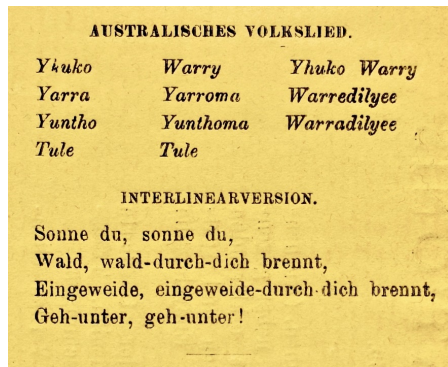 AUSTRALISCHES VOLKSLIED.
Ykuko Warry Yhuko Warry
Yarra Yarroma Warredilyee
Yuntho Yunthoma Warradilyee
Tule Tule
INTERLINEARVERSION.
Sonne du, sonne du,
Wald, wald-durch-dich brennt,
Eingeweide, eingeweide-durch-dich brennt,
Geh-unter, geh-unter!